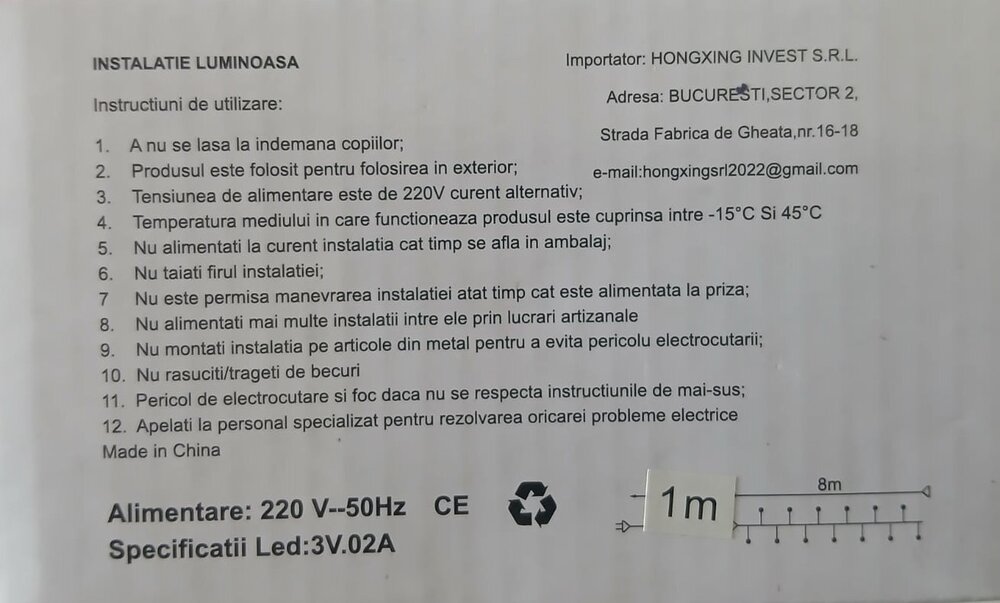 INSTALATIE LUMINOASA
Instructiuni de utilizare:
Importator: HONGXING INVEST S.R.L.
Adresa: BUCURESTI,SECTOR 2,
Strada Fabrica de Gheata,nr.16-18
e-mail:hongxingsrl2022@gmail.com
1. A nu se lasa la indemana copiilor;
2. Produsul este folosit pentru folosirea in exterior;
3. Tensiunea de alimentare este de 220V curent alternativ;
4. Temperatura mediului in care functioneaza produsul este cuprinsa intre -15°C Si 45°C
5. Nu alimentati la curent instalatia cat timp se afla in ambalaj;
6. Nu taiati firul instalatiei;
7 Nu este permisa manevrarea instalatiei atat timp cat este alimentata la priza;
8. Nu alimentati mai multe instalatii intre ele prin lucrari artizanale
9. Nu montati instalatia pe articole din metal pentru a evita pericolu electrocutarii;
10. Nu rasuciti/trageti de becuri
11. Pericol de electrocutare si foc daca nu se respecta instructiunile de mai-sus;
12. Apelati la personal specializat pentru rezolvarea oricarei probleme electrice
Made in China
Alimentare: 220 V--50Hz CE
Specificatii Led:3V.02A
1m
8m